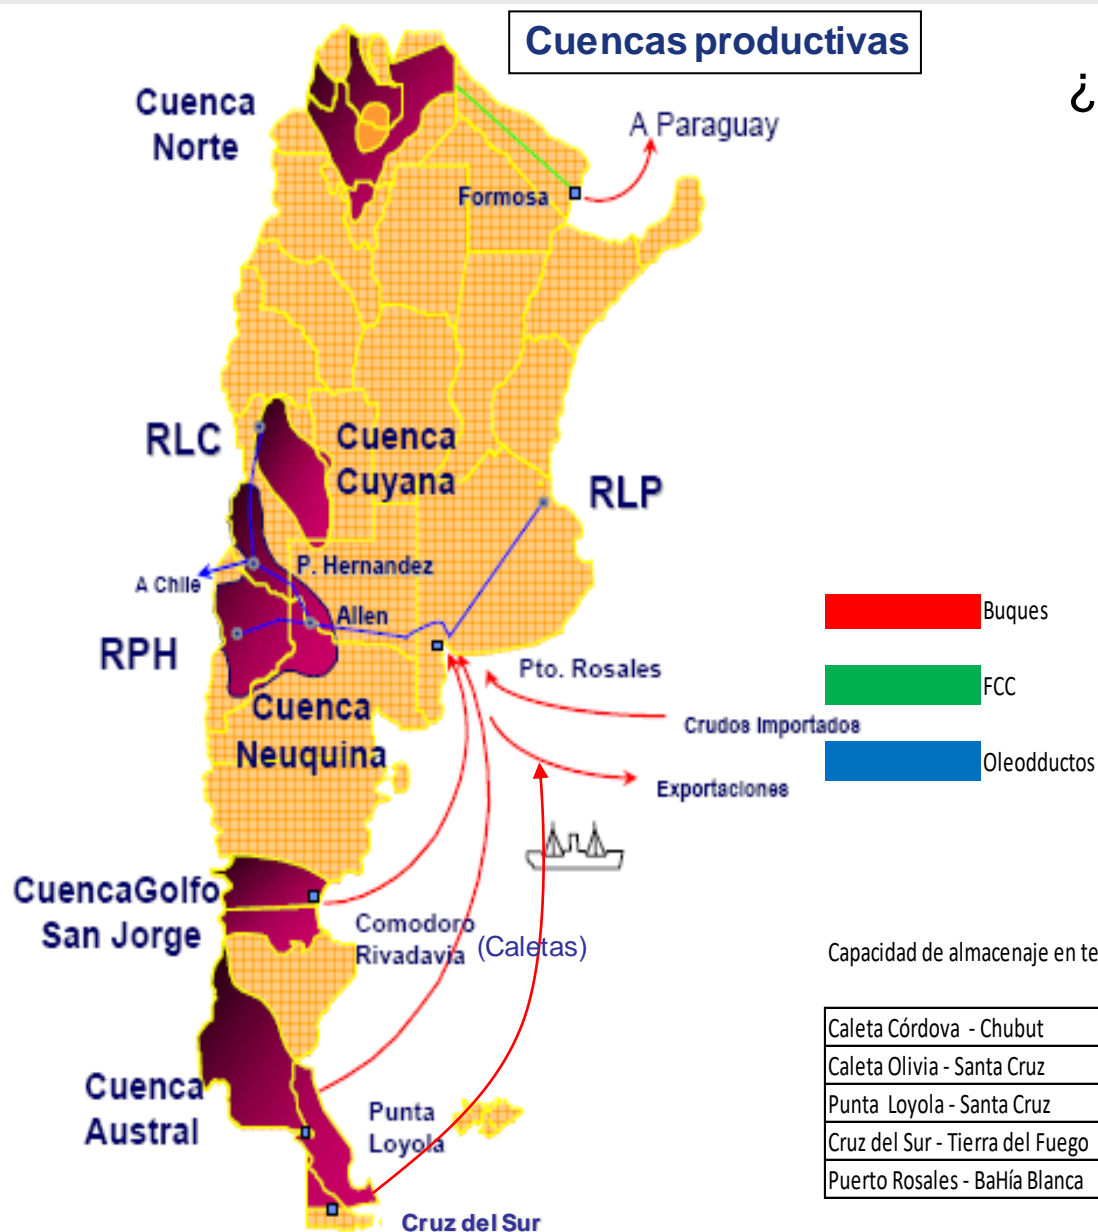 Cuencas productivas
¿
Cuenca
Norte
A Paraguay
Formosa
RLC
Cuenca
Cuyana
RLP
P. Hernandez
A Chile
Allen
RPH
Pto. Rosales
Cuenca
Neuquina
Crudos Importados
Exportaciones
Buques
FCC
Oleodductos
CuencaGolfo
San Jorge
Comodoro
Rivadavia
(Caletas)
Cuenca
Austral
Punta
Loyola
Cruz del Sur
Capacidad de almacenaje en te
Caleta Córdova - Chubut
Caleta Olivia - Santa Cruz
Punta Loyola - Santa Cruz
Cruz del Sur - Tierra del Fuego
Puerto Rosales - BaHía Blanca